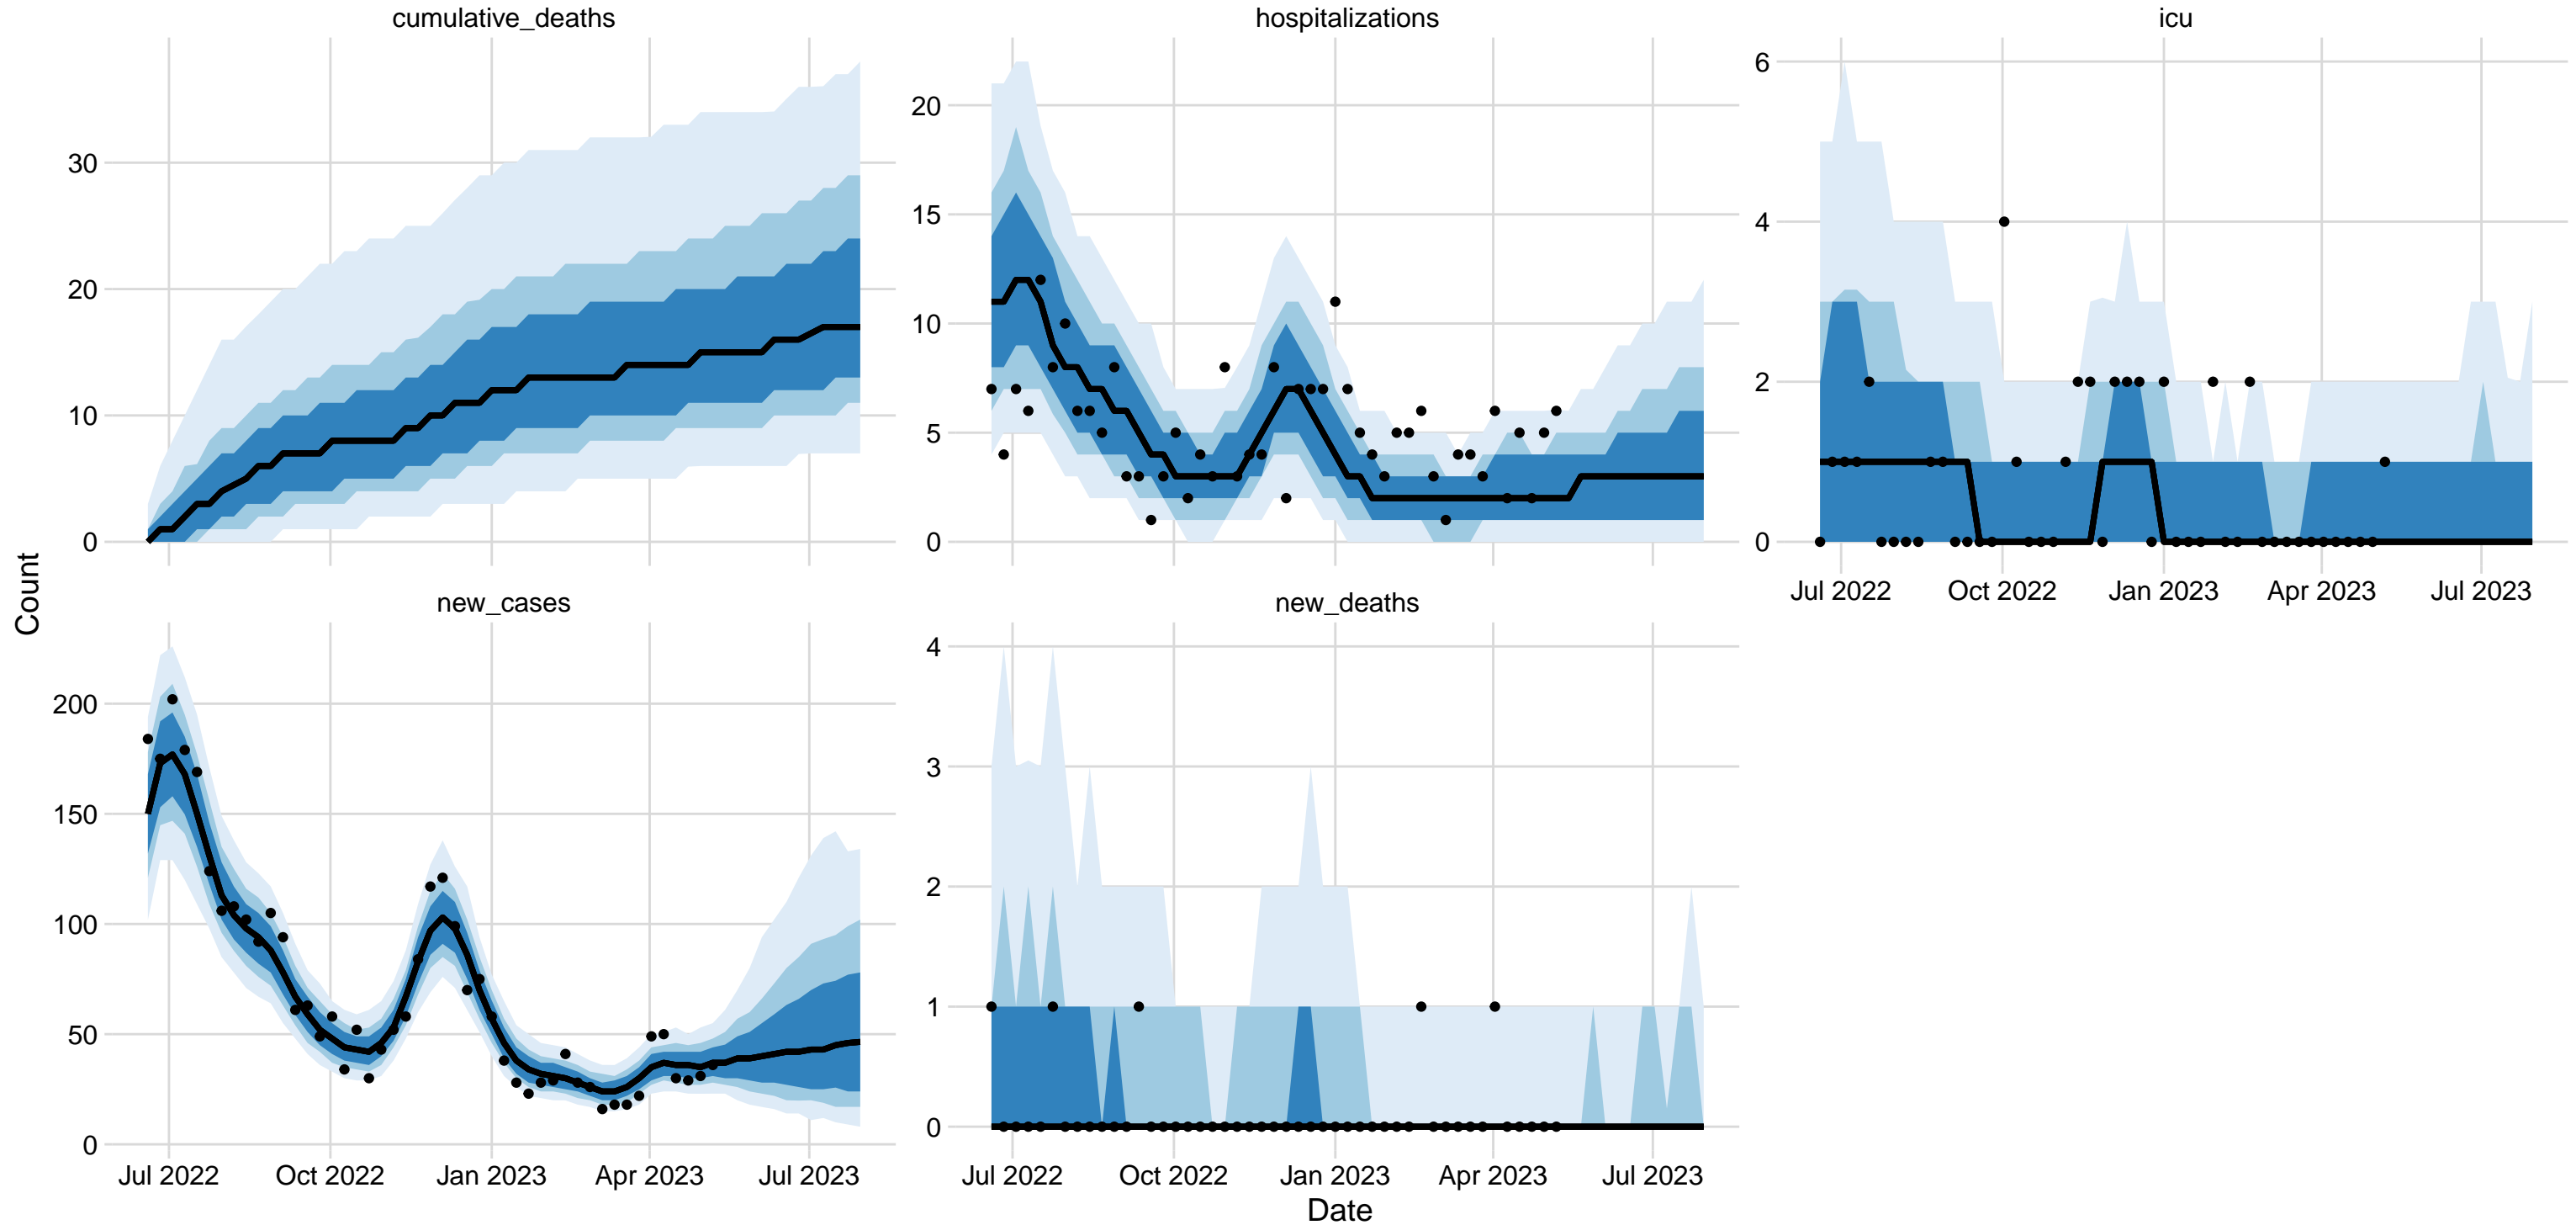 cumulative_deaths
hospitalizations
icu
30
20
10
0
20
15
10
5
0
6
4
2
0
Jul 2022
Oct 2022
Jan 2023
Apr 2023
Jul 2023
Count
new_cases
new_deaths
200
150
100
50
0
4
3
2
1
0
Jul 2022
Oct 2022
Jan 2023
Apr 2023
Jul 2023
Jul 2022
Oct 2022
Jan 2023
Apr 2023
Jul 2023
Date